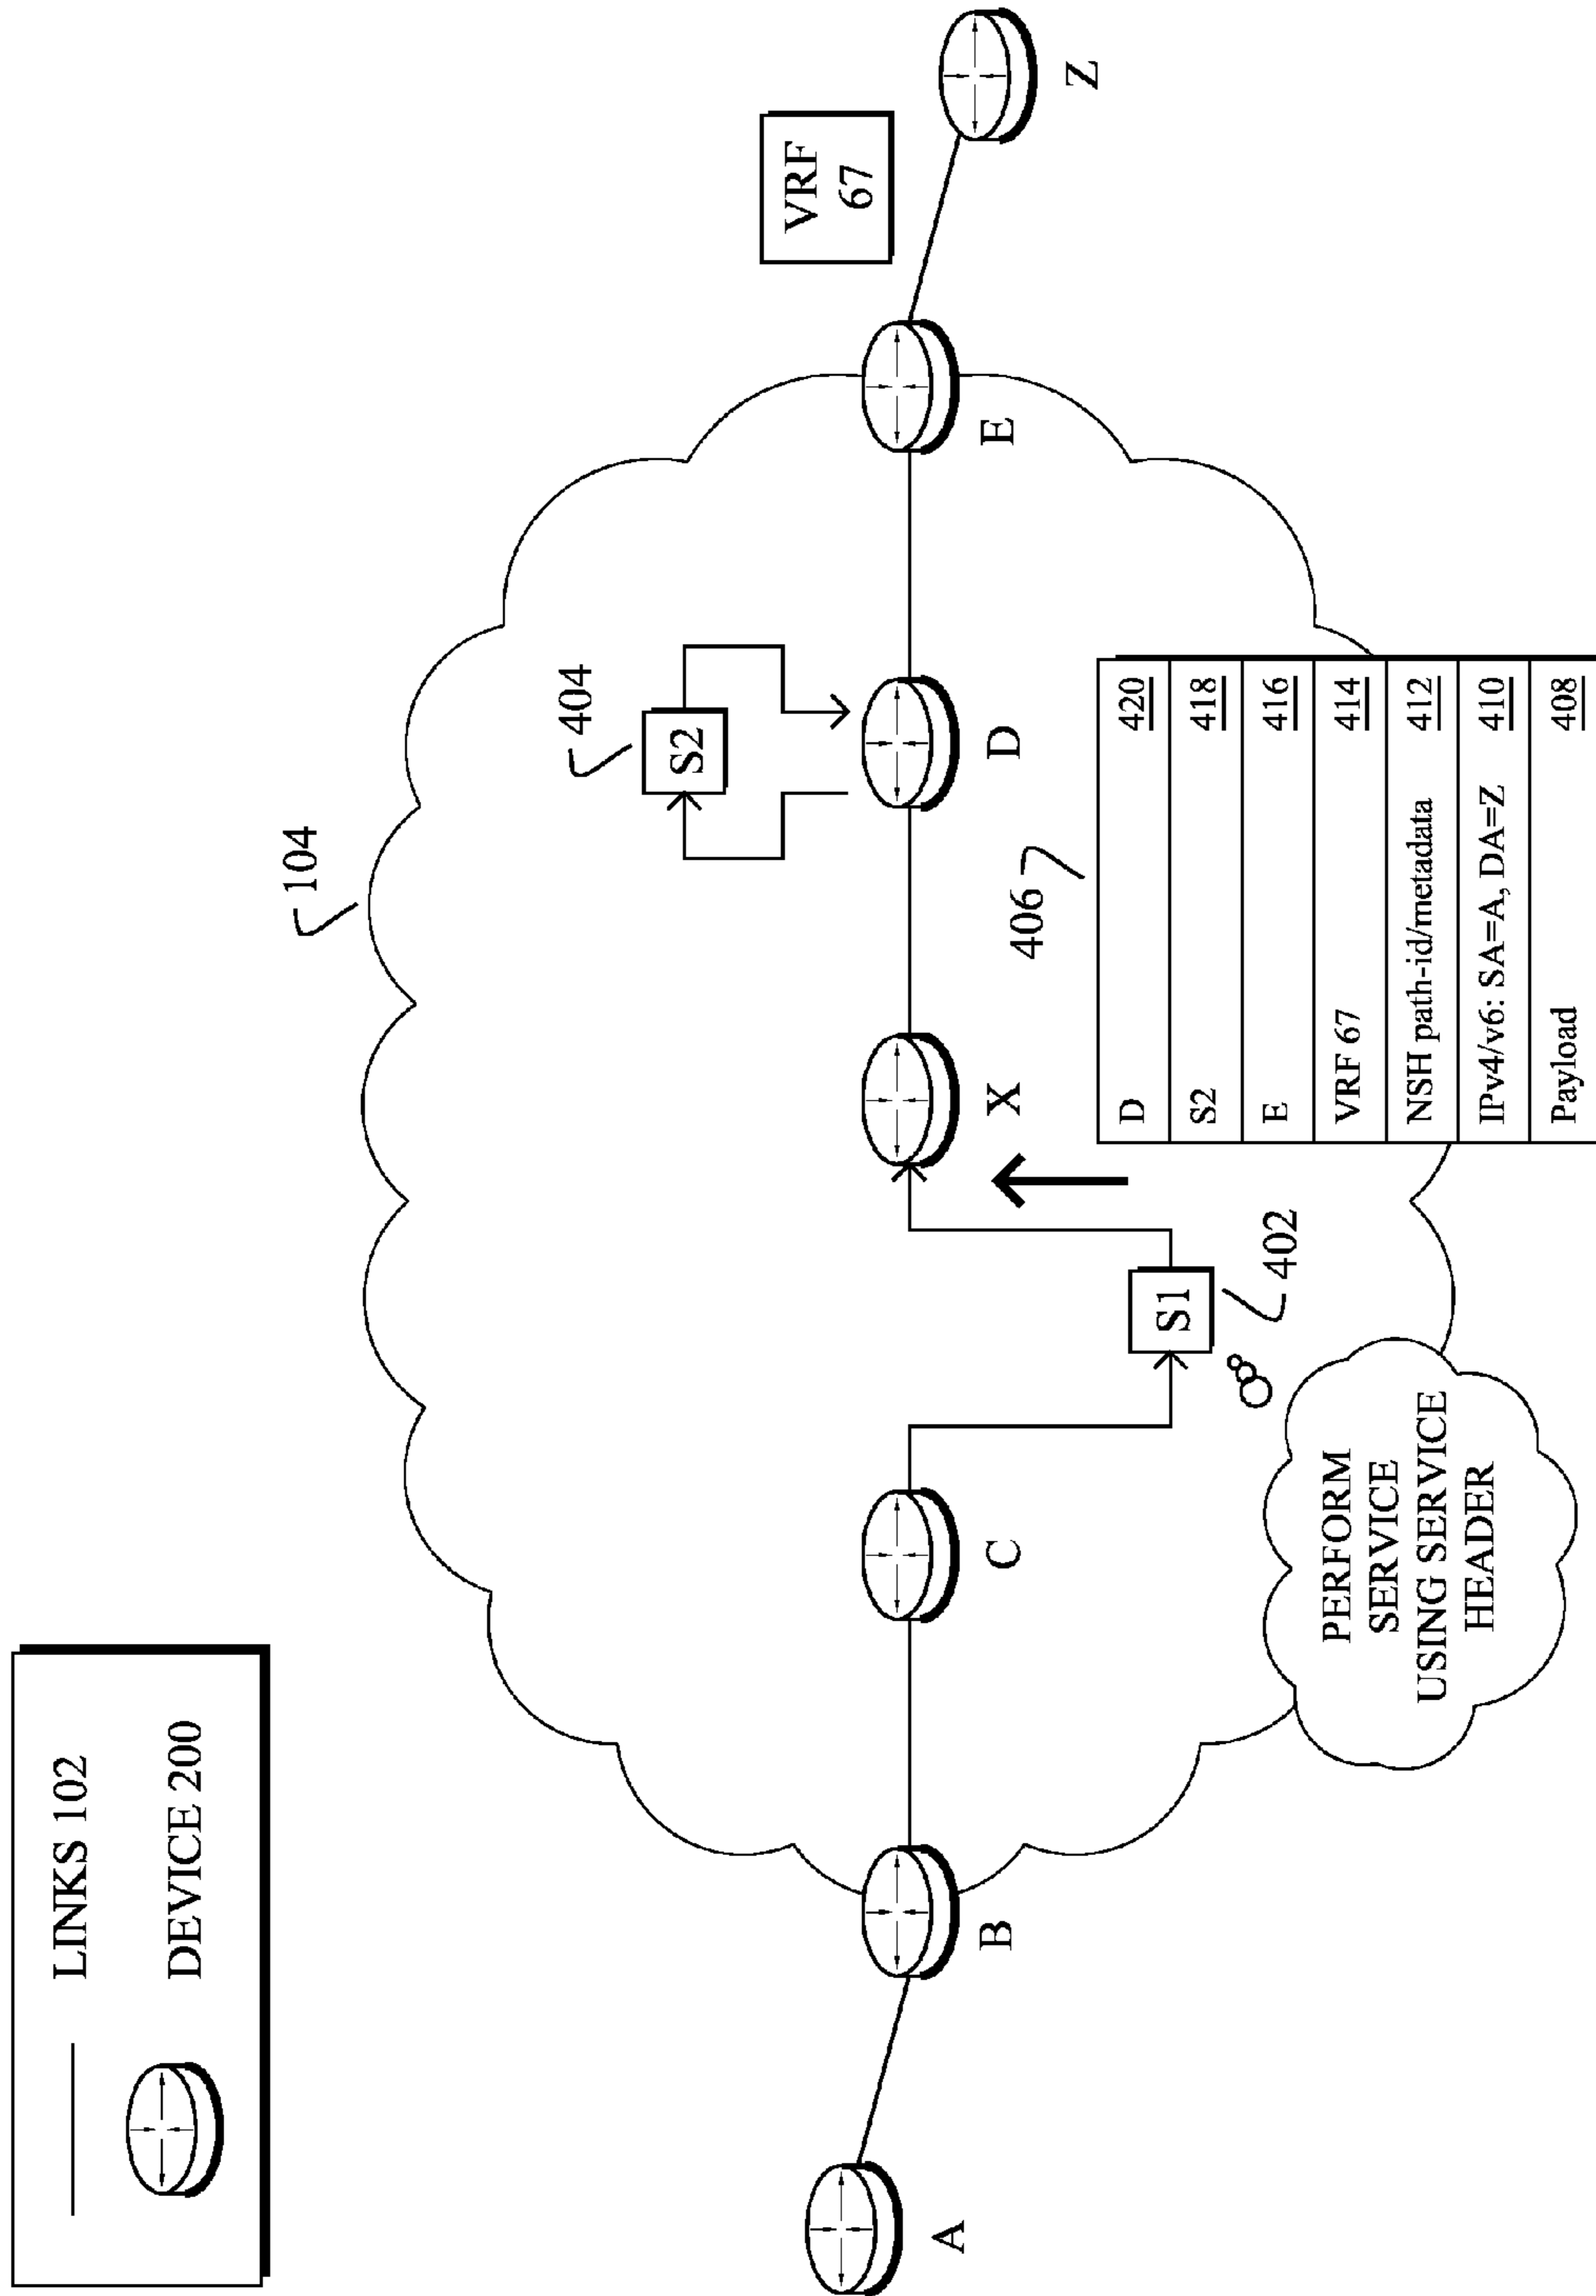 LINKS 102
DEVICE 200
104
404
S2
VRF
67
A
B
C
X
D
E
Z
S1
402
406
D 420
S2 418
E 416
VRF 67 414
NSH path-id/metadata 412
IPv4/v6: SA=A, DA=Z 410
Payload 408
PERFORM
SERVICE
USING SERVICE
HEADER